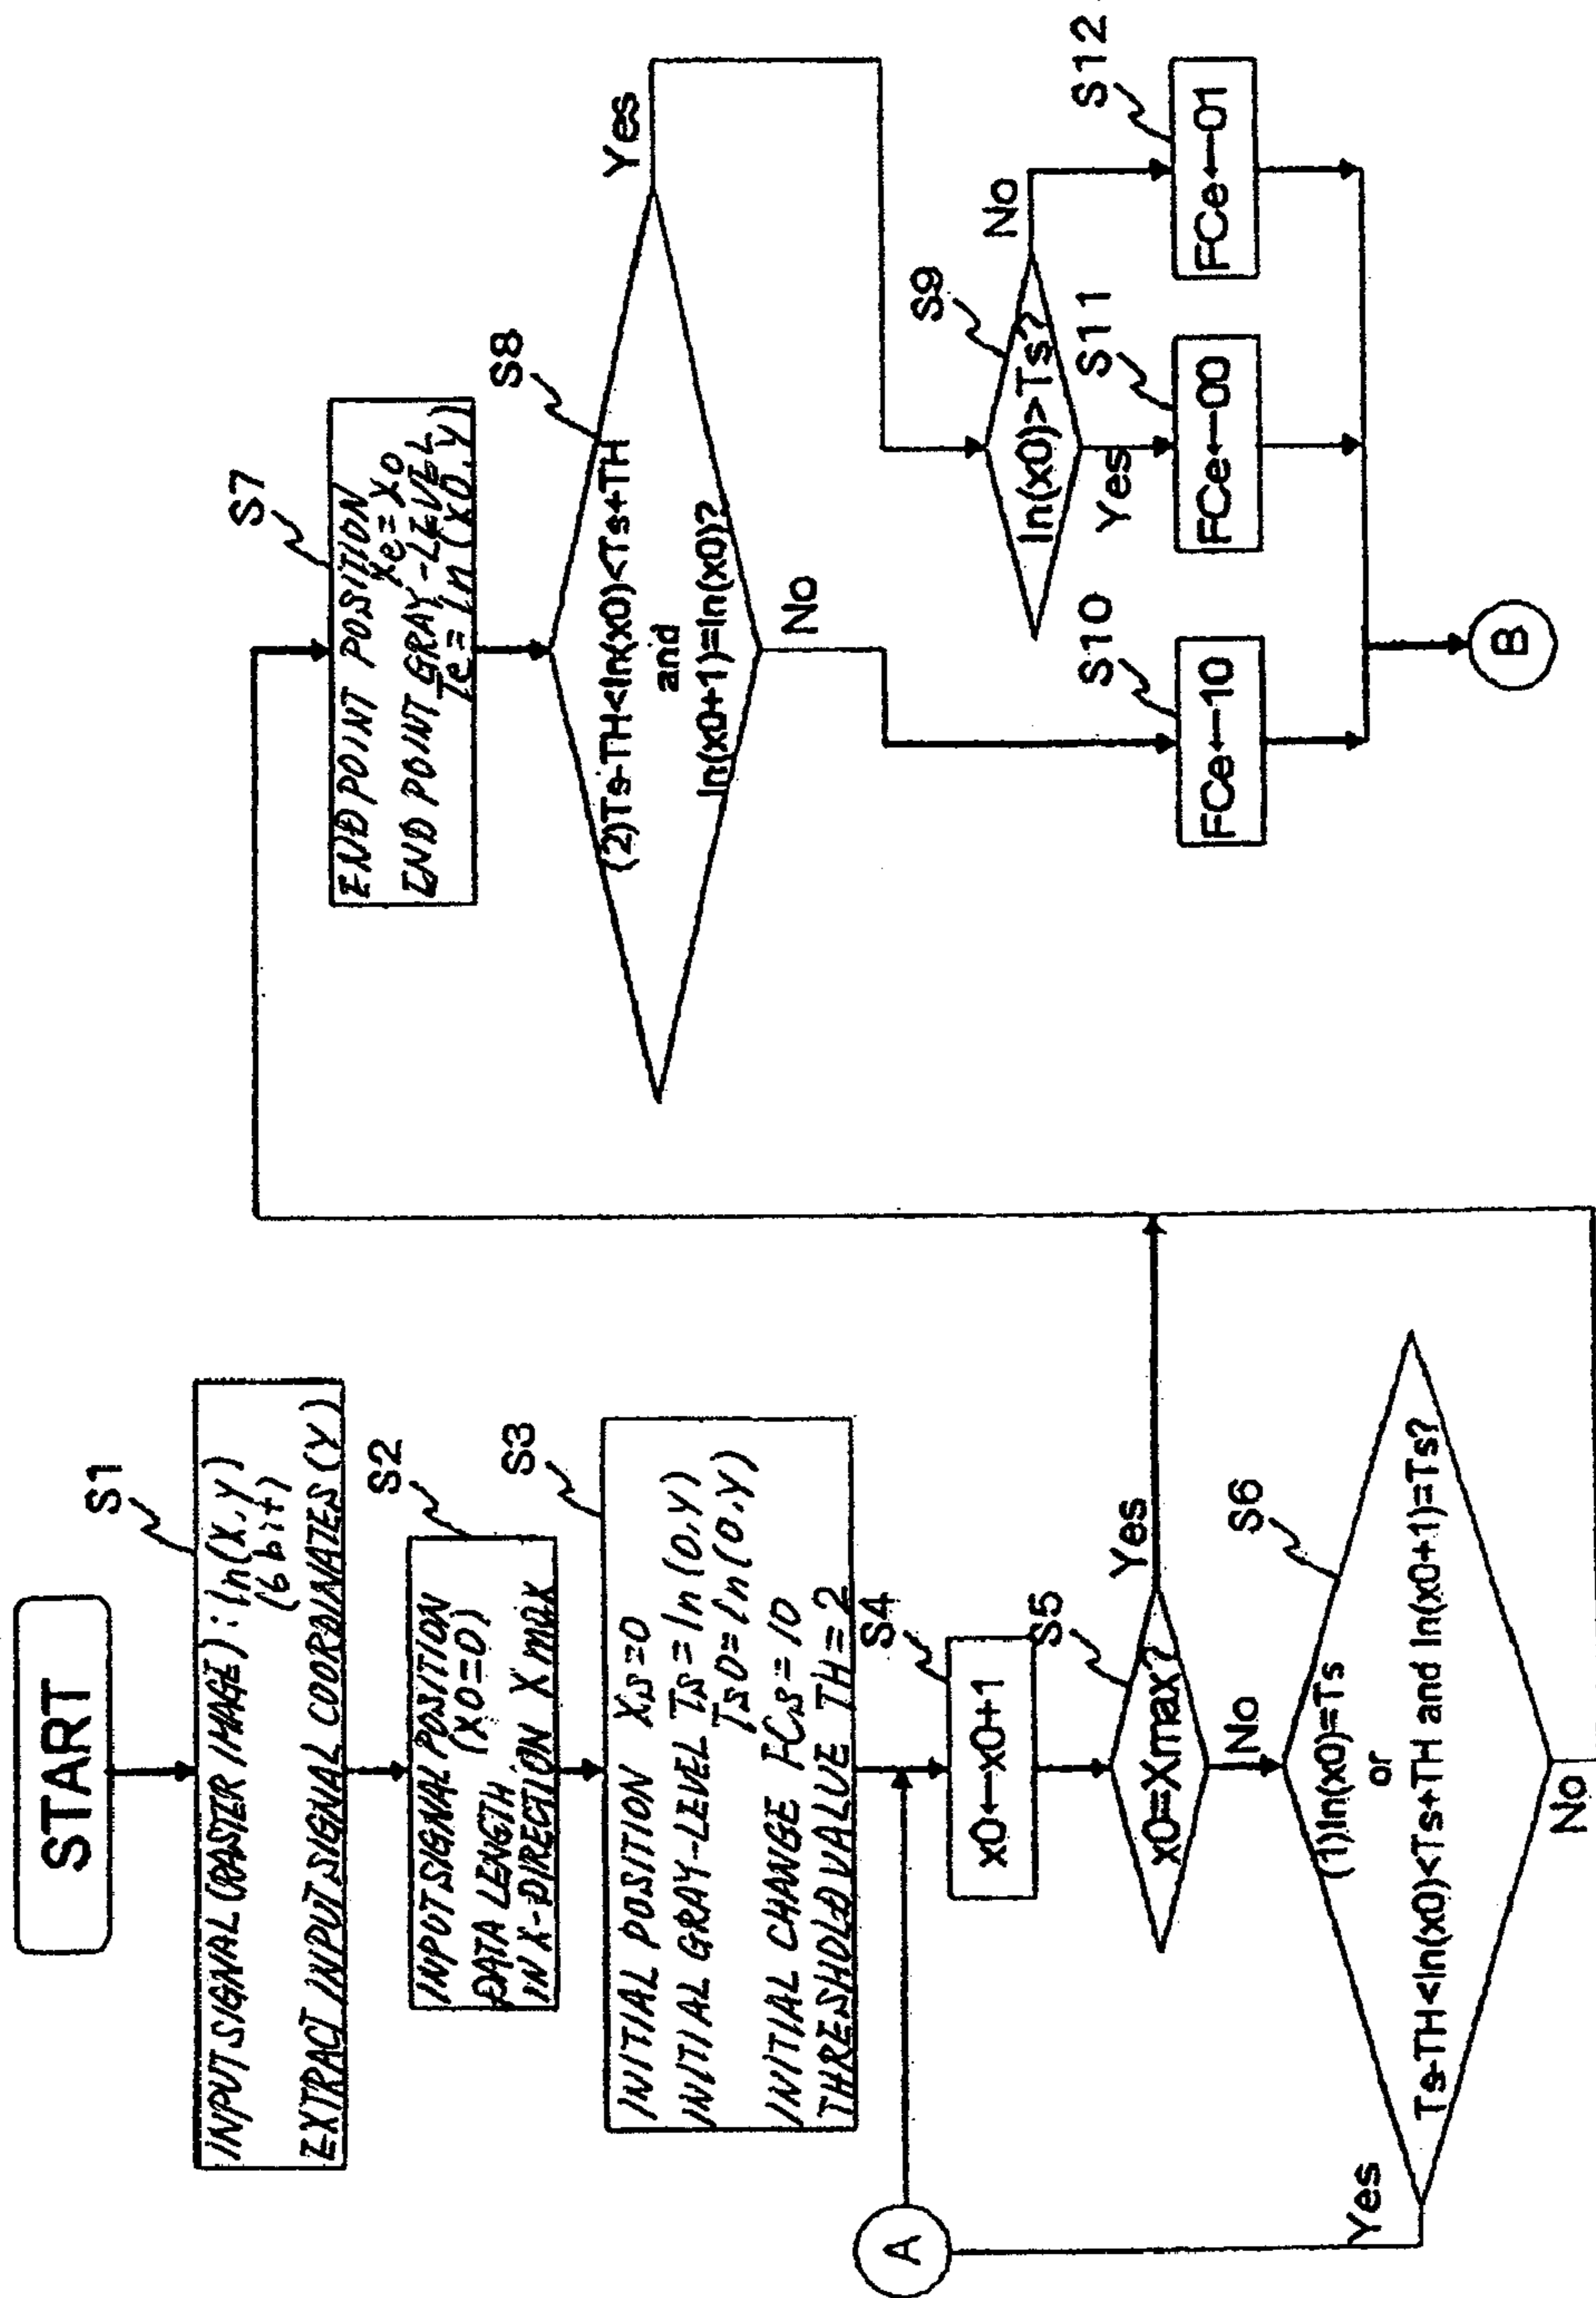 START
S1
INPUT SIGNAL (RASTER IMAGE) : In(X,Y)
(6 bit)
EXTRACT INPUT SIGNAL COORDINATES (Y)
S2
INPUT SIGNAL POSITION
(X0=0)
DATA LENGTH
IN X-DIRECTION Xmax
S3
INITIAL POSITION Xs=0
INITIAL GRAY-LEVEL Ts=In(0,Y)
Ts0=In(0,Y)
INITIAL CHANGE FCs=10
THRESHOLD VALUE TH=2
A
S4
x0←x0+1
S5
x0=Xmax?
Yes
No
S6
(1)In(x0)=Ts
or
Ts-TH<In(x0)<Ts+TH and In(x0+1)=Ts?
Yes
No
S7
END POINT POSITION
Xe=X0
END POINT GRAY-LEVEL
Te=In(X0,Y)
S8
(2)Ts-TH<In(x0)<Ts+TH
and
In(x0+1)=In(x0)?
Yes
No
S9
In(x0)>Ts?
No
Yes
S10
FCe←10
S11
FCe←00
S12
FCe←01
B